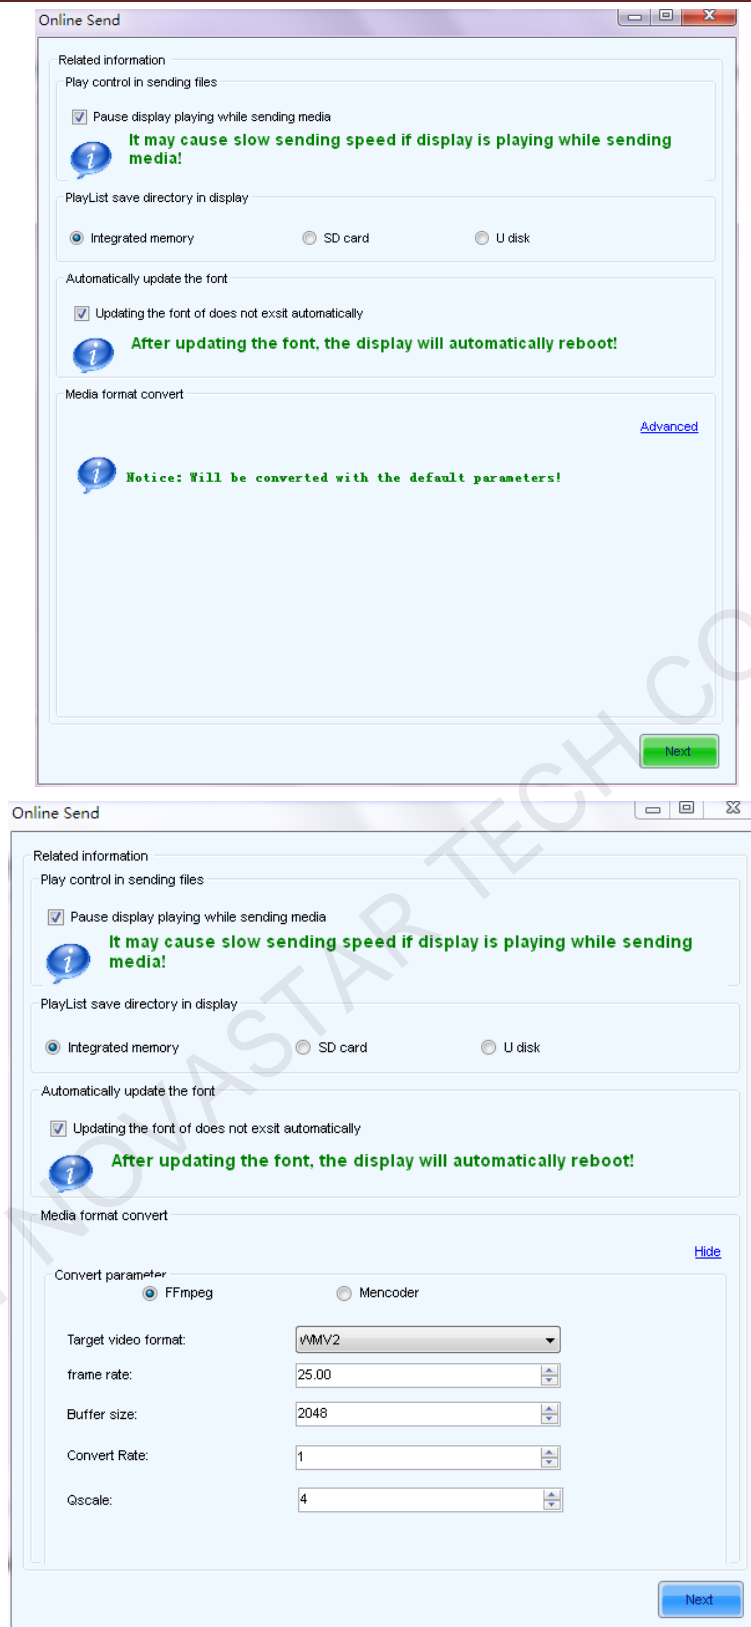 Online Send
Related information
Play control in sending files
Pause display playing while sending media
It may cause slow sending speed if display is playing while sending
media!
PlayList save directory in display
Integrated memory SD card U disk
Automatically update the font
Updating the font of does not exsit automatically
After updating the font, the display will automatically reboot!
Media format convert
Advanced
Notice: Will be converted with the default parameters!
Next
Online Send
Related information
Play control in sending files
Pause display playing while sending media
It may cause slow sending speed if display is playing while sending
media!
PlayList save directory in display
Integrated memory SD card U disk
Automatically update the font
Updating the font of does not exsit automatically
After updating the font, the display will automatically reboot!
Media format convert
Hide
Convert parameter
FFmpeg Mencoder
Target video format: WMV2
frame rate: 25.00
Buffer size: 2048
Convert Rate: 1
Qscale: 4
Next
NOVASTAR TECH CO